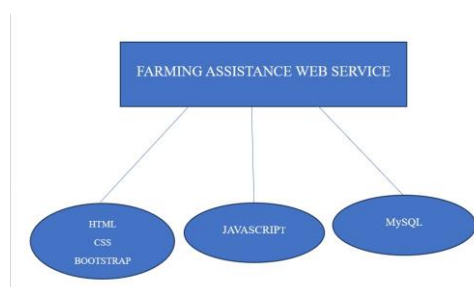 FARMING ASSISTANCE WEB SERVICE
HTML
CSS
BOOTSTRAP
JAVASCRIPT
MySQL